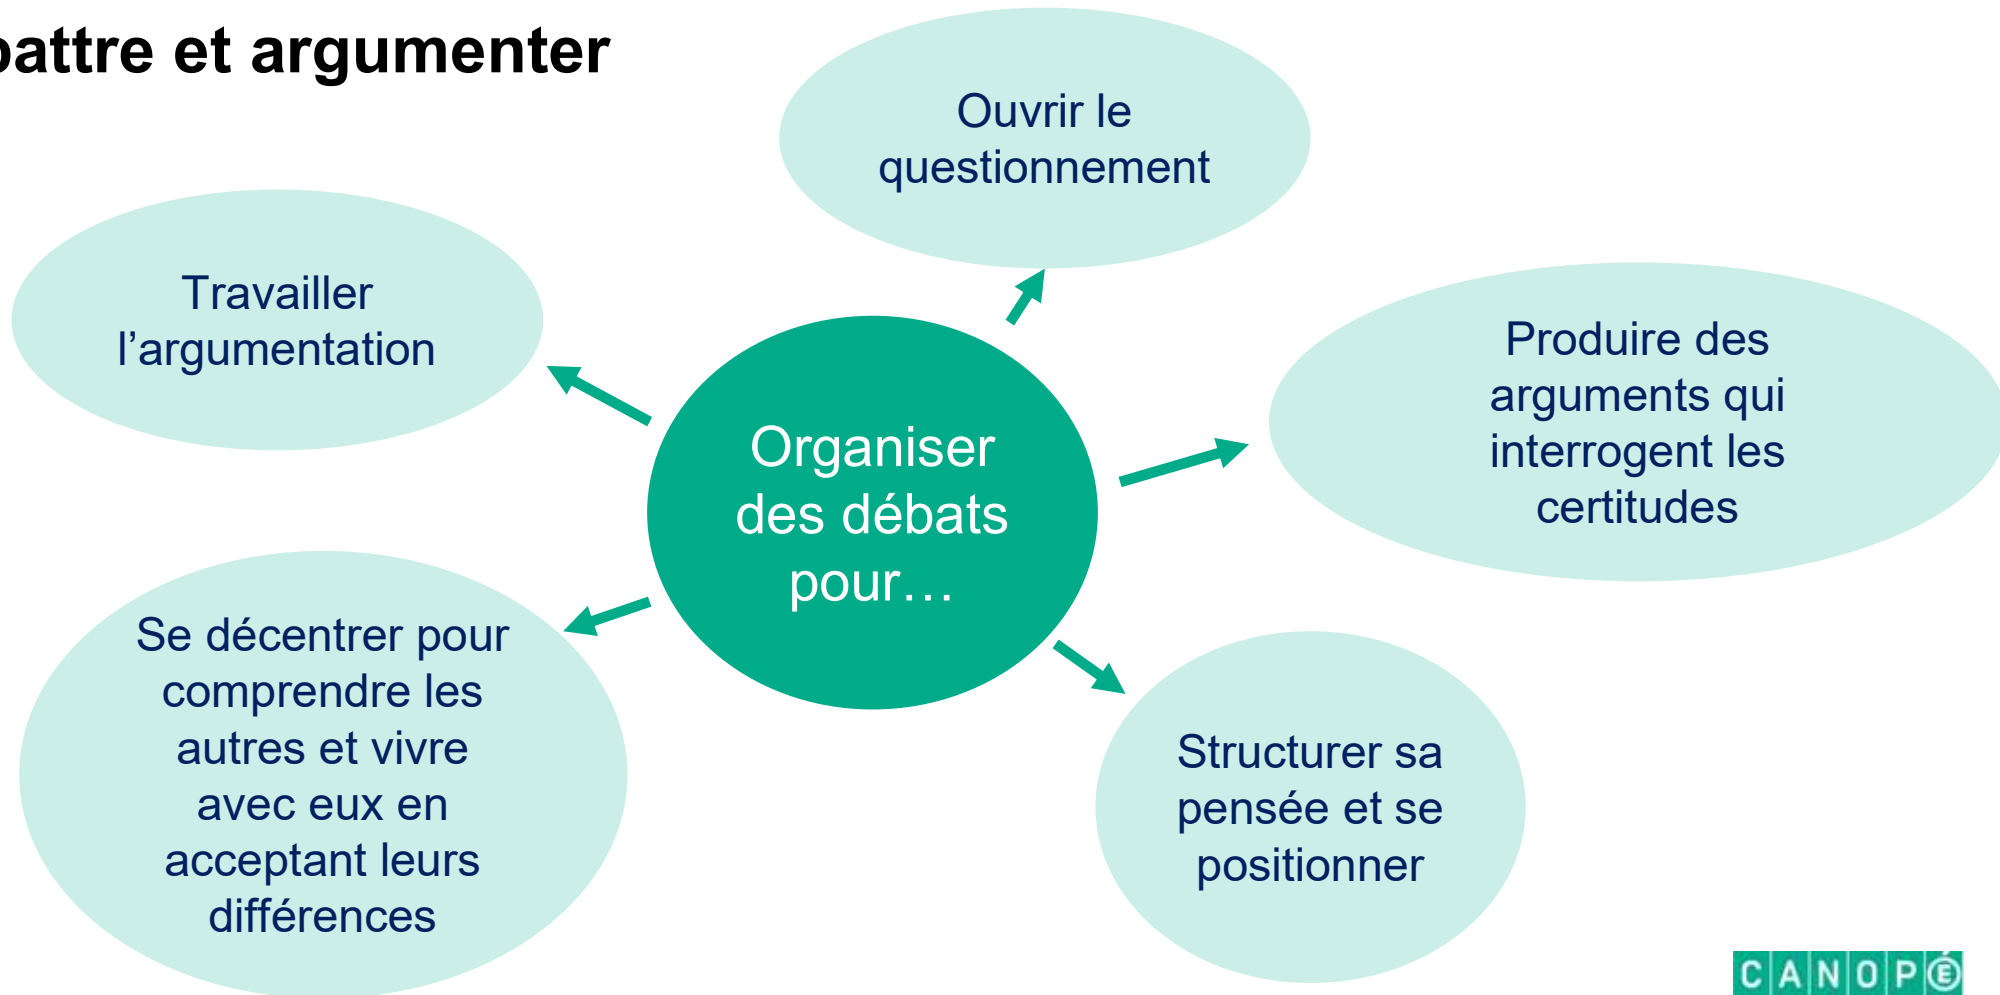 battre et argumenter
Ouvrir le
questionnement
Travailler
l’argumentation
Produire des
arguments qui
interrogent les
certitudes
Organiser
des débats
pour…
Se décentrer pour
comprendre les
autres et vivre
avec eux en
acceptant leurs
différences
Structurer sa
pensée et se
positionner
CANOPÉ